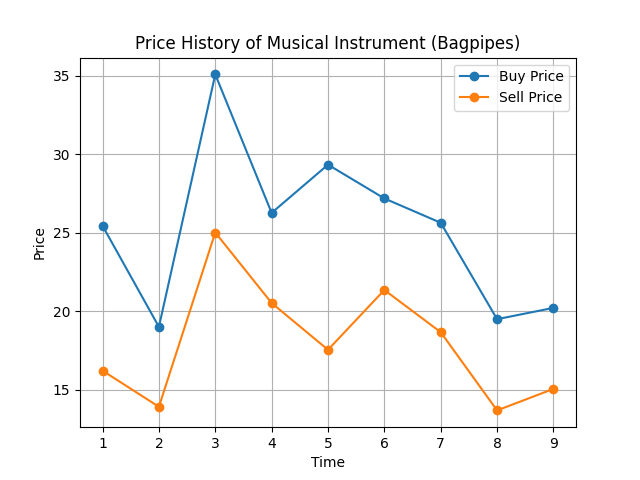 Price History of Musical Instrument (Bagpipes)
Buy Price
Sell Price
35
30
25
20
15
Price
1 2 3 4 5 6 7 8 9
Time